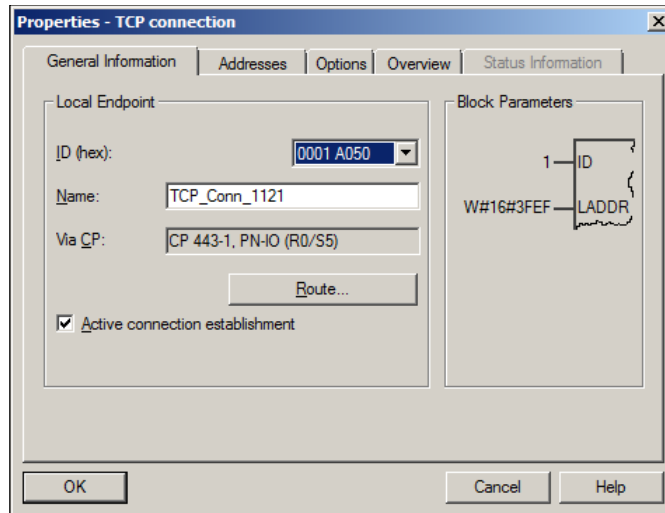 Properties - TCP connection
General Information
Addresses
Options
Overview
Status Information
Local Endpoint
ID (hex):
0001 A050
Name:
TCP_Conn_1121
Via CP:
CP 443-1, PN-IO (R0/S5)
Route...
Active connection establishment
Block Parameters
1
ID
W#16#3FEF
LADDR
OK
Cancel
Help